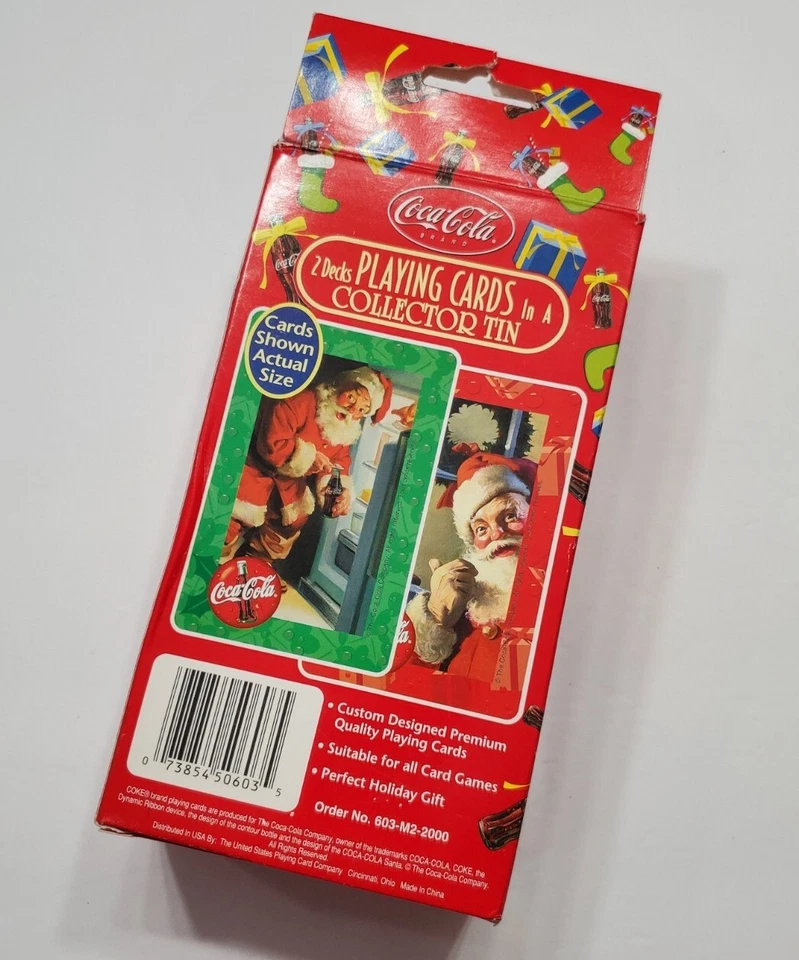 Coca-Cola
BRAND
2 Decks PLAYING CARDS In A
COLLECTOR TIN
Cards
Shown
Actual
Size
Coca-Cola
• Custom Designed Premium
Quality Playing Cards
• Suitable for all Card Games
• Perfect Holiday Gift
Order No. 603-M2-2000
0 73854 50603 5
COKE® brand playing cards are produced for The Coca-Cola Company, owner of the trademarks COCA-COLA, COKE, the
Dynamic Ribbon device, the design of the contour bottle and the design of the COCA-COLA Santa. © The Coca-Cola Company.
All Rights Reserved.
Distributed in USA By: The United States Playing Card Company Cincinnati, Ohio Made In China